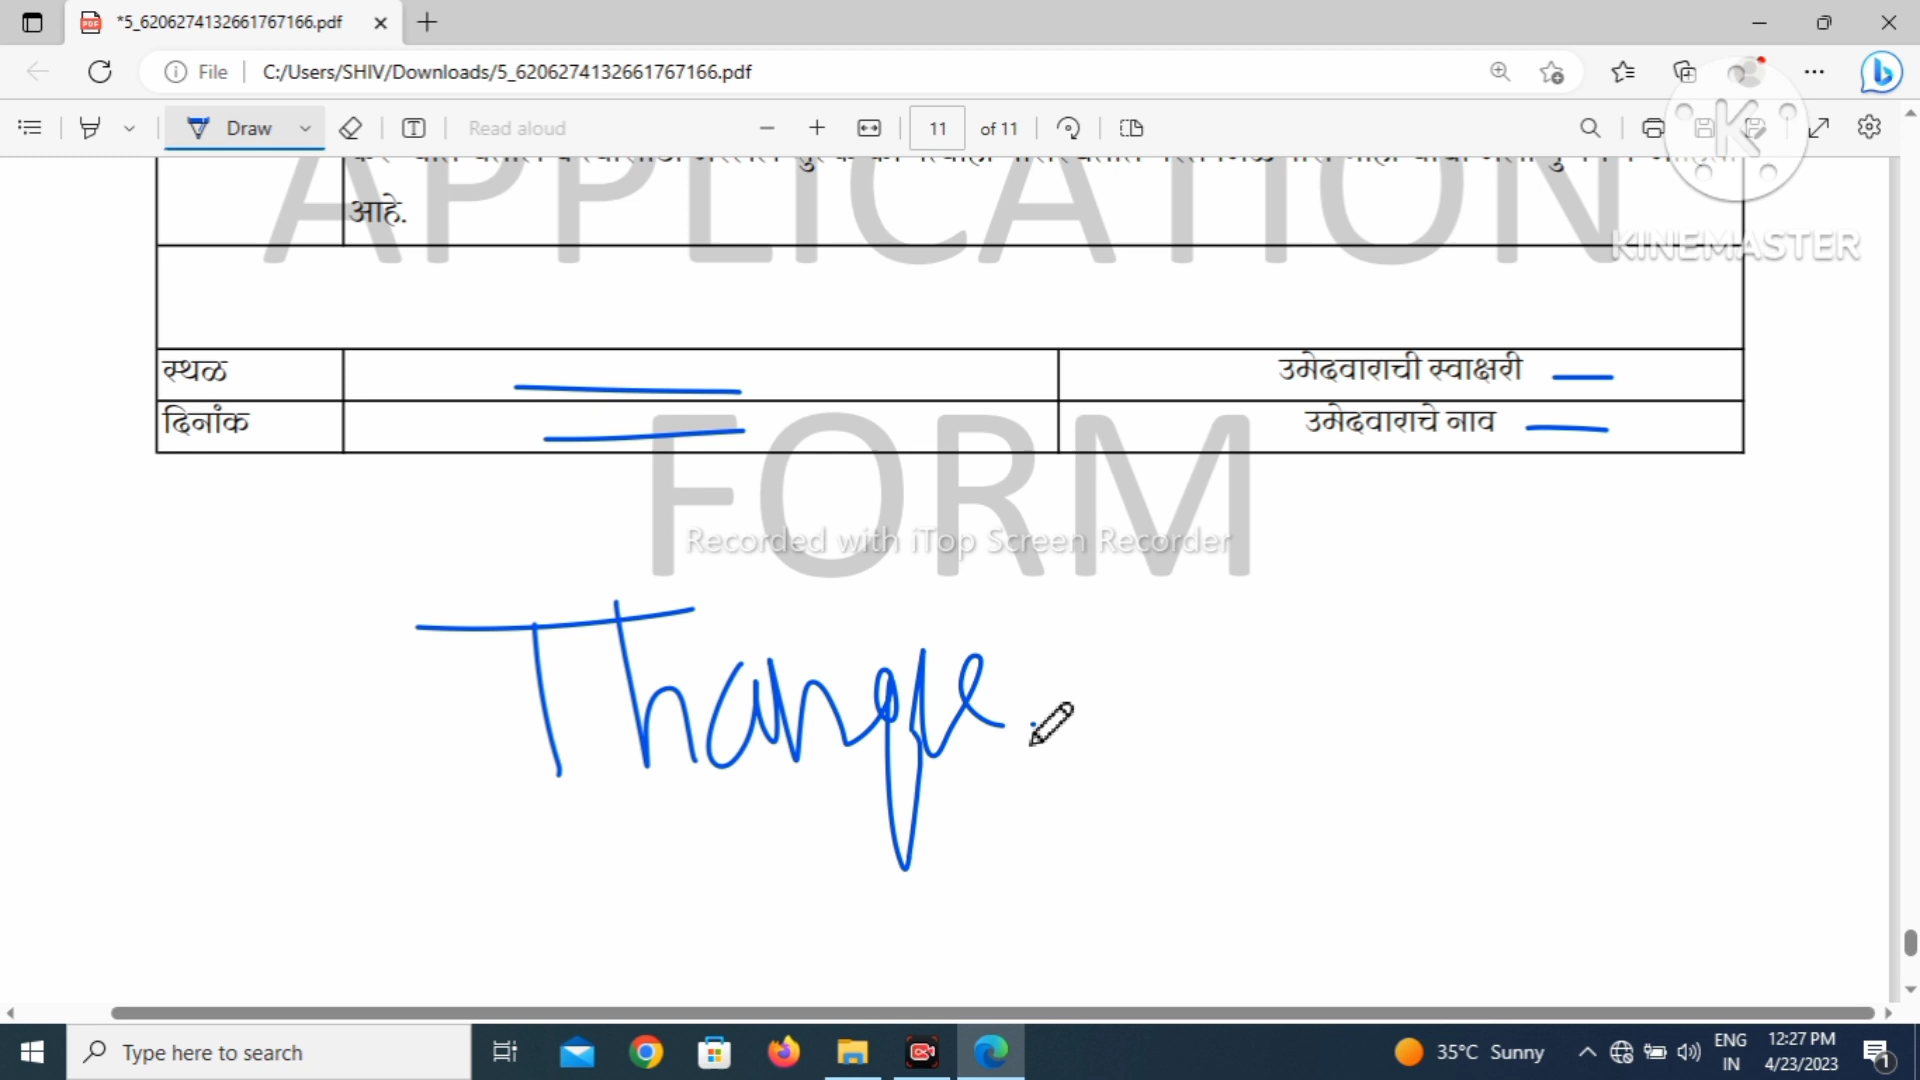 *5_6206274132661767166.pdf
File
C:/Users/SHIV/Downloads/5_6206274132661767166.pdf
Draw
Read aloud
11
of 11
K
KINEMASTER
APPLICATION
आहे.
स्थळ
उमेदवाराची स्वाक्षरी
दिनांक
उमेदवाराचे नाव
FORM
Recorded with iTop Screen Recorder
Thanque
Type here to search
35°C Sunny
ENG
IN
12:27 PM
4/23/2023
1